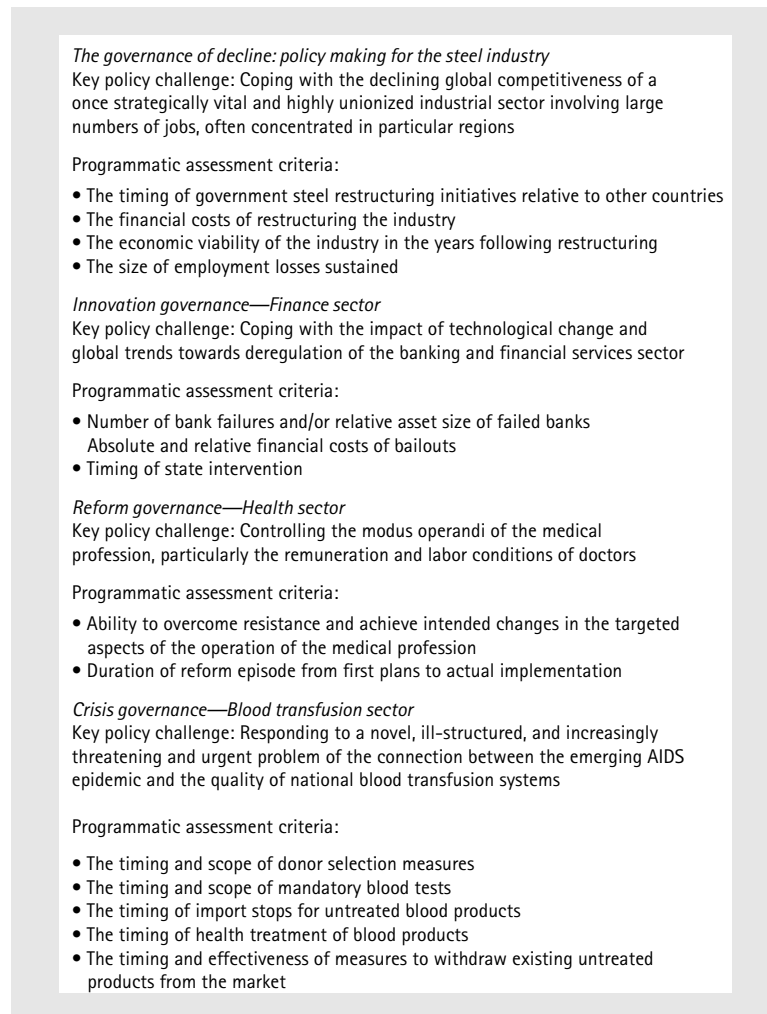 The governance of decline: policy making for the steel industry
Key policy challenge: Coping with the declining global competitiveness of a
once strategically vital and highly unionized industrial sector involving large
numbers of jobs, often concentrated in particular regions
Programmatic assessment criteria:
• The timing of government steel restructuring initiatives relative to other countries
• The financial costs of restructuring the industry
• The economic viability of the industry in the years following restructuring
• The size of employment losses sustained
Innovation governance—Finance sector
Key policy challenge: Coping with the impact of technological change and
global trends towards deregulation of the banking and financial services sector
Programmatic assessment criteria:
• Number of bank failures and/or relative asset size of failed banks
Absolute and relative financial costs of bailouts
• Timing of state intervention
Reform governance—Health sector
Key policy challenge: Controlling the modus operandi of the medical
profession, particularly the remuneration and labor conditions of doctors
Programmatic assessment criteria:
• Ability to overcome resistance and achieve intended changes in the targeted
aspects of the operation of the medical profession
• Duration of reform episode from first plans to actual implementation
Crisis governance—Blood transfusion sector
Key policy challenge: Responding to a novel, ill-structured, and increasingly
threatening and urgent problem of the connection between the emerging AIDS
epidemic and the quality of national blood transfusion systems
Programmatic assessment criteria:
• The timing and scope of donor selection measures
• The timing and scope of mandatory blood tests
• The timing of import stops for untreated blood products
• The timing of health treatment of blood products
• The timing and effectiveness of measures to withdraw existing untreated
products from the market